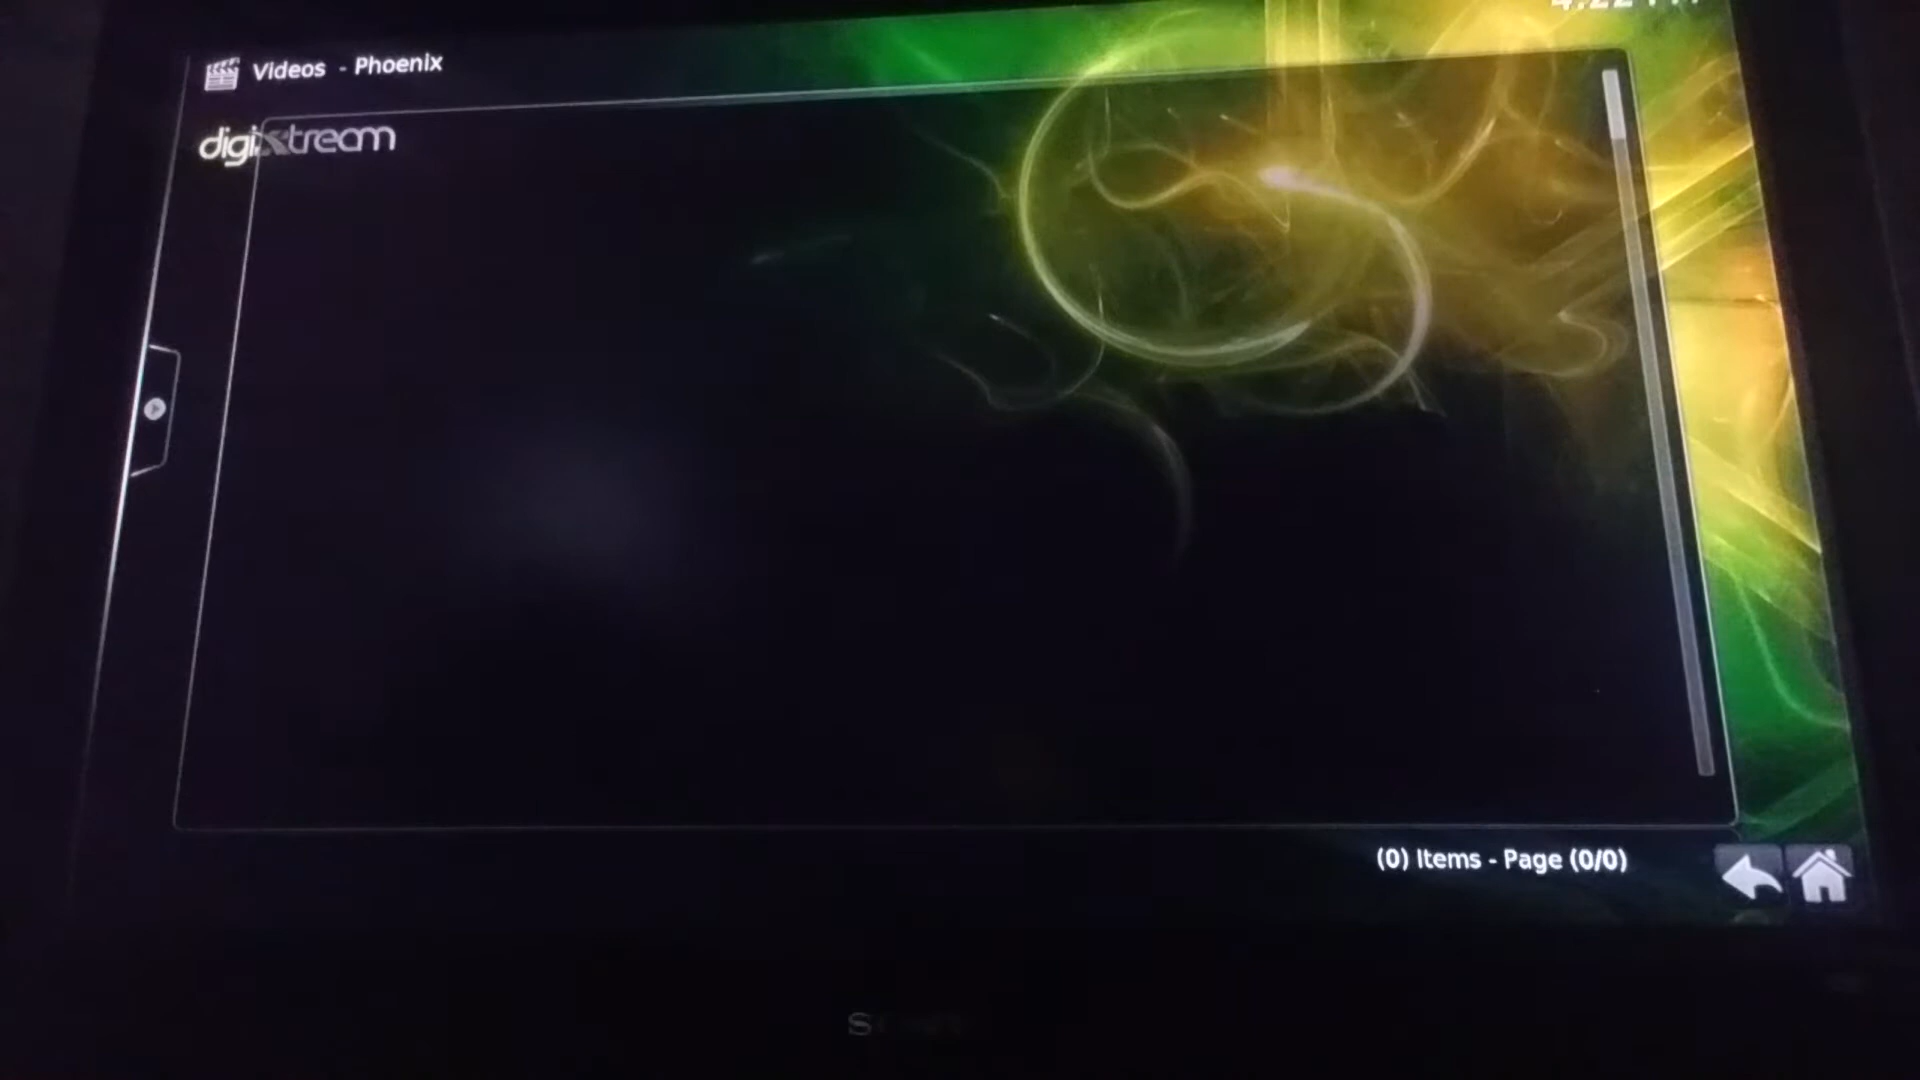 Videos - Phoenix
digiXtream
(0) Items - Page (0/0)